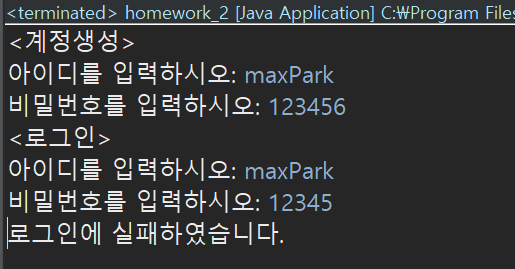 <terminated> homework_2 [Java Application] C:₩Program Files
<계정생성>
아이디를 입력하시오: maxPark
비밀번호를 입력하시오: 123456
<로그인>
아이디를 입력하시오: maxPark
비밀번호를 입력하시오: 12345
로그인에 실패하였습니다.